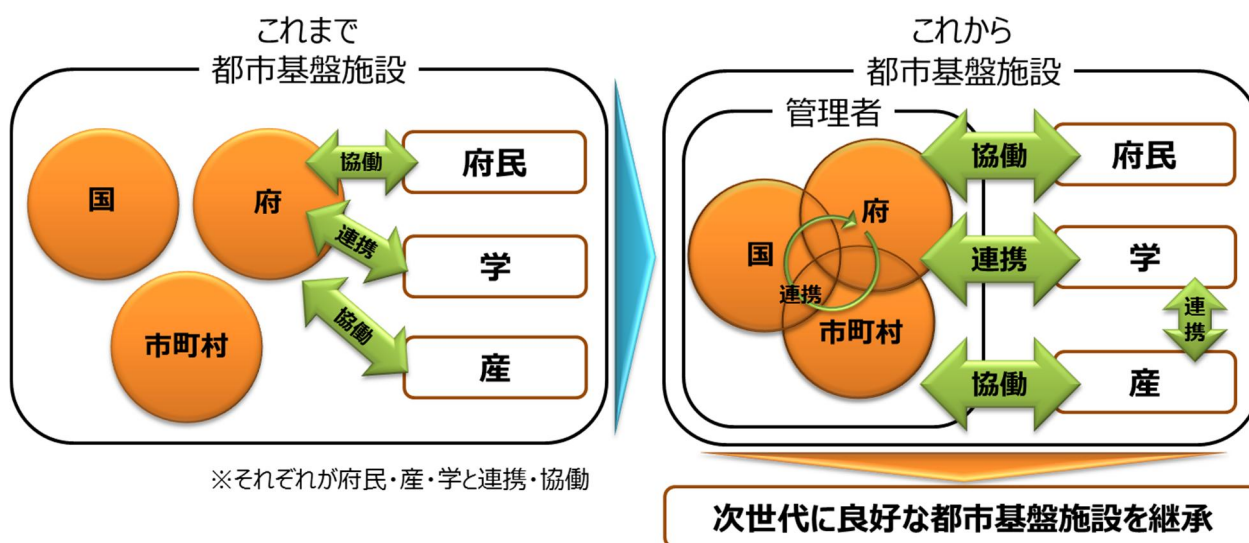 これまで
都市基盤施設
国
府
市町村
協働
連携
協働
府民
学
産
※それぞれが府民・産・学と連携・協働
これから
都市基盤施設
管理者
国
府
市町村
連携
協働
連携
協働
府民
学
連携
産
次世代に良好な都市基盤施設を継承